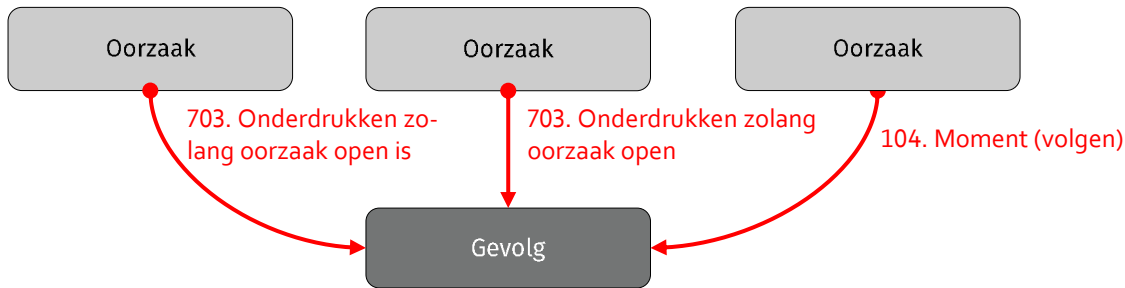 Oorzaak
Oorzaak
Oorzaak
703. Onderdrukken zo-
lang oorzaak open is
703. Onderdrukken zolang
oorzaak open
104. Moment (volgen)
Gevolg